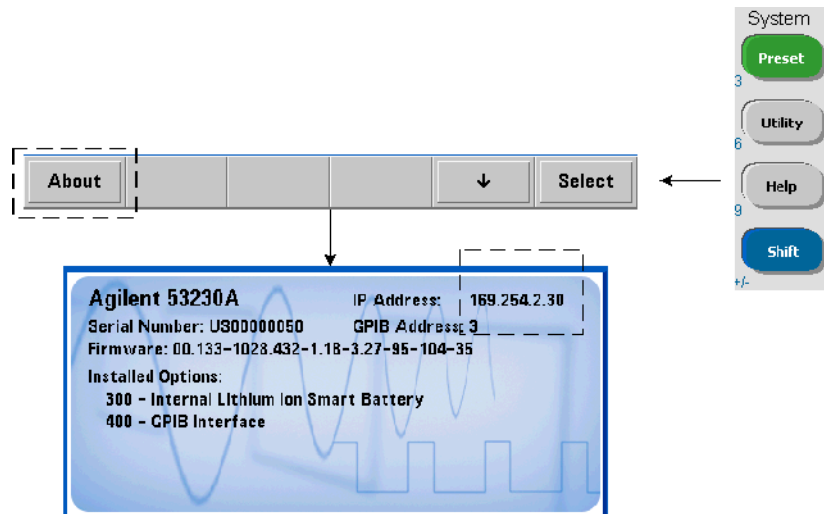 System
Preset
3
Utility
6
Help
9
Shift
+/-
About
↓
Select
Agilent 53230A
IP Address: 169.254.2.30
Serial Number: US00000050
GPIB Address: 3
Firmware: 00.133-1028.432-1.18-3.27-95-104-35
Installed Options:
300 - Internal Lithium Ion Smart Battery
400 - GPIB Interface